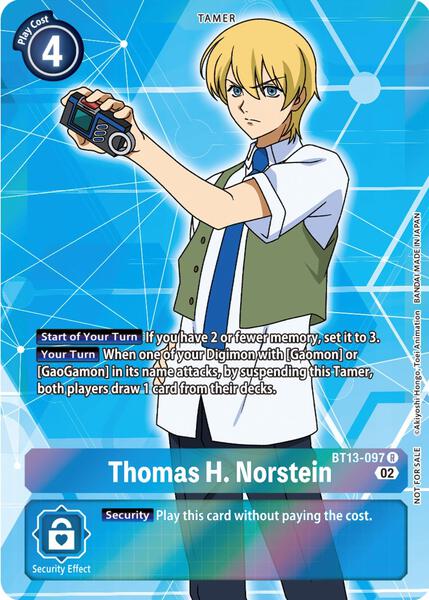 TAMER
Play Cost
4
Start of Your Turn If you have 2 or fewer memory, set it to 3.
Your Turn When one of your Digimon with [Gaomon] or
[GaoGamon] in its name attacks, by suspending this Tamer,
both players draw 1 card from their decks.
©Akiyoshi Hongo, Toei Animation BANDAI MADE IN JAPAN
NOT FOR SALE
BT13-097 R
Thomas H. Norstein
02
Security Play this card without paying the cost.
Security Effect